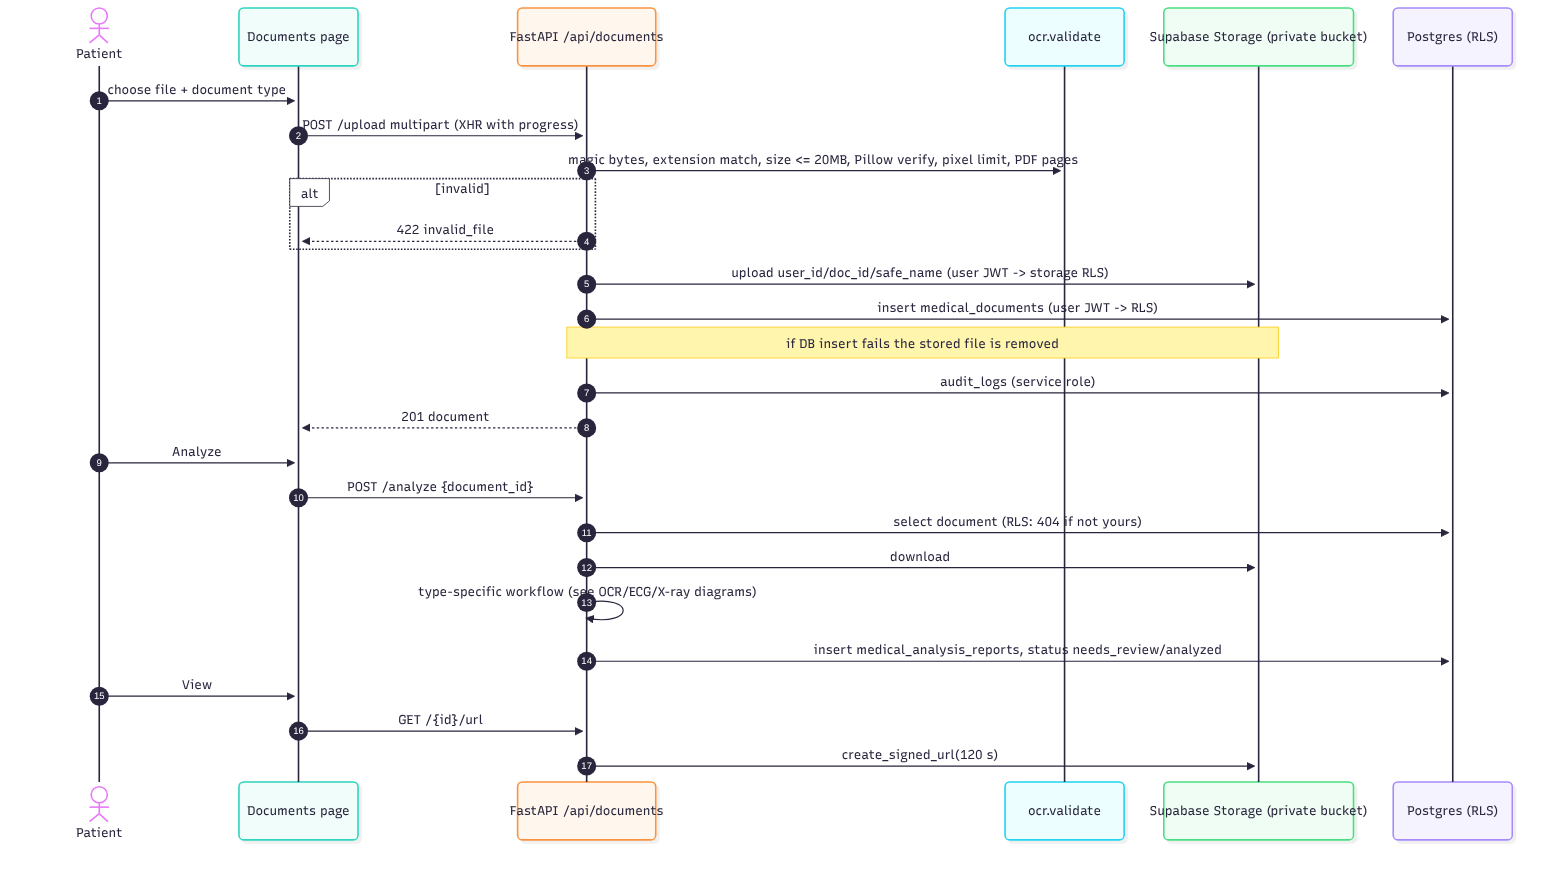 Patient
Documents page
FastAPI /api/documents
ocr.validate
Supabase Storage (private bucket)
Postgres (RLS)
1
choose file + document type
2
POST /upload multipart (XHR with progress)
3
magic bytes, extension match, size <= 20MB, Pillow verify, pixel limit, PDF pages
alt
[invalid]
4
422 invalid_file
5
upload user_id/doc_id/safe_name (user JWT -> storage RLS)
6
insert medical_documents (user JWT -> RLS)
if DB insert fails the stored file is removed
7
audit_logs (service role)
8
201 document
9
Analyze
10
POST /analyze {document_id}
11
select document (RLS: 404 if not yours)
12
download
13
type-specific workflow (see OCR/ECG/X-ray diagrams)
14
insert medical_analysis_reports, status needs_review/analyzed
15
View
16
GET /{id}/url
17
create_signed_url(120 s)
Patient
Documents page
FastAPI /api/documents
ocr.validate
Supabase Storage (private bucket)
Postgres (RLS)